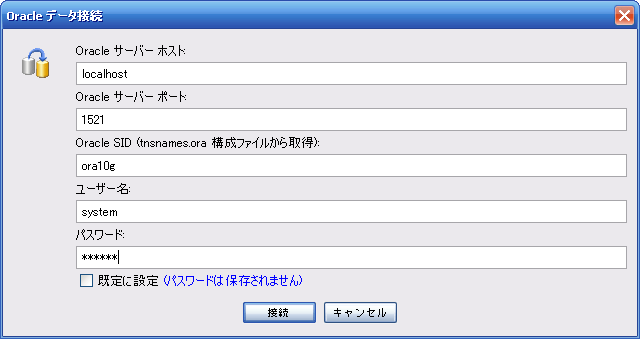 Oracle データ接続
Oracle サーバー ホスト:
localhost
Oracle サーバー ポート:
1521
Oracle SID (tnsnames.ora 構成ファイルから取得):
ora10g
ユーザー名:
system
パスワード:
******
既定に設定 (パスワードは保存されません)
接続 キャンセル